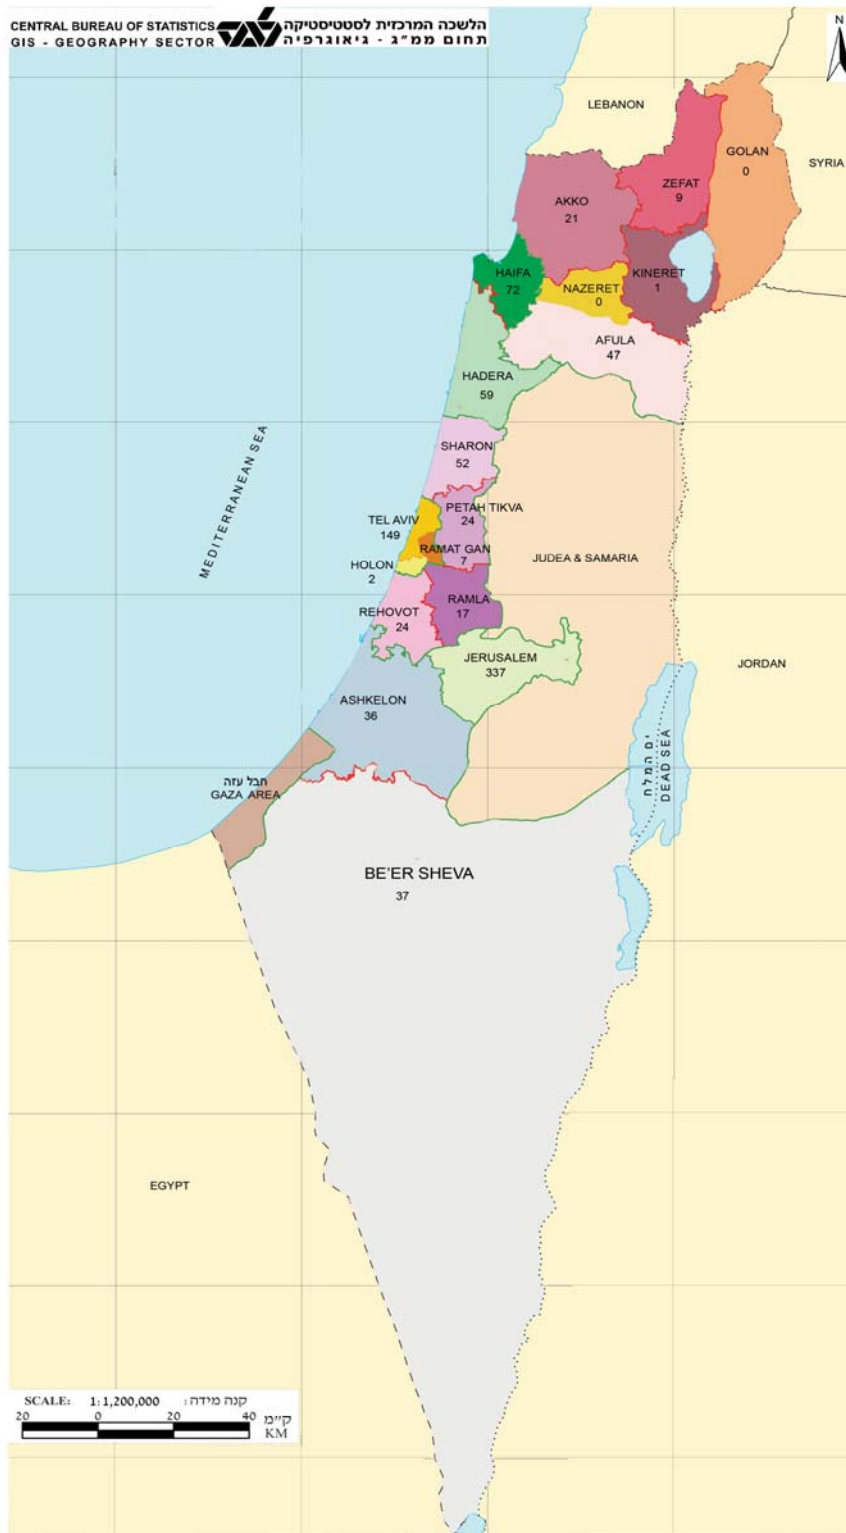 CENTRAL BUREAU OF STATISTICS
GIS - GEOGRAPHY SECTOR
הלשכה המרכזית לסטטיסטיקה
תחום ממ"ג - גיאוגרפיה
N
LEBANON
SYRIA
GOLAN
0
ZEFAT
9
AKKO
21
HAIFA
72
KINERET
1
NAZERET
0
AFULA
47
HADERA
59
SHARON
52
MEDITERRANEAN SEA
PETAH TIKVA
24
TEL AVIV
149
RAMAT GAN
7
HOLON
2
JUDEA & SAMARIA
RAMLA
17
REHOVOT
24
JERUSALEM
337
JORDAN
ASHKELON
36
ים המלח
DEAD SEA
חבל עזה
GAZA AREA
BE'ER SHEVA
37
EGYPT
SCALE: 1:1,200,000 קנה מידה:
20 0 20 40 ק"מ
KM